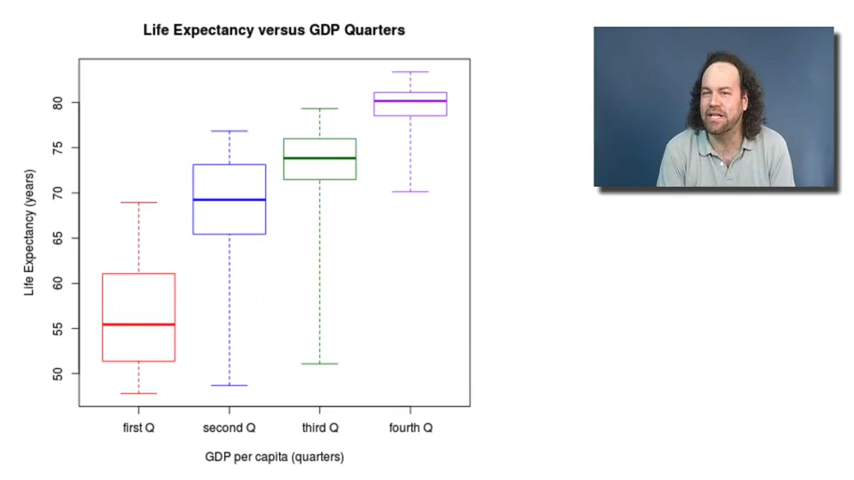 Life Expectancy versus GDP Quarters
Life Expectancy (years)
80
75
70
65
60
55
50
first Q second Q third Q fourth Q
GDP per capita (quarters)